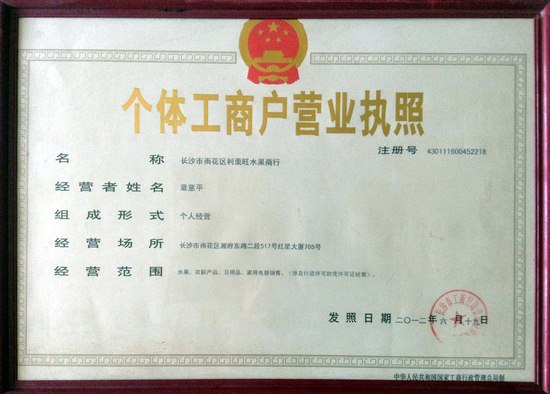 个体工商户营业执照
注册号 430111600452218
名称 长沙市雨花区利栗旺水果商行
经营者姓名 章意平
组成形式 个人经营
经营场所 长沙市雨花区湘府东路二段517号红星大厦705号
经营范围 水果、农副产品、日用品、家用电器销售。(涉及行政许可的凭许可证经营)。
发照日期 二〇一二年六月十九日
中华人民共和国国家工商行政管理总局制